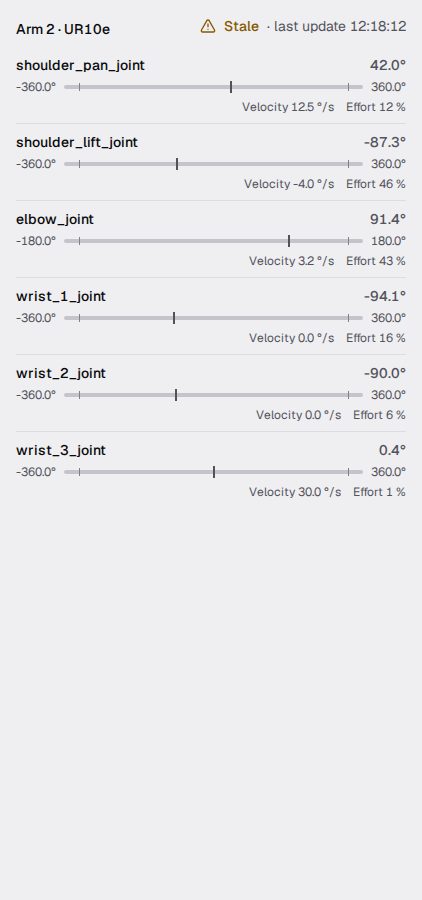 Arm 2 · UR10e
Stale · last update 12:18:12
shoulder_pan_joint 42.0°
-360.0° 360.0°
Velocity 12.5 °/s Effort 12 %
shoulder_lift_joint -87.3°
-360.0° 360.0°
Velocity -4.0 °/s Effort 46 %
elbow_joint 91.4°
-180.0° 180.0°
Velocity 3.2 °/s Effort 43 %
wrist_1_joint -94.1°
-360.0° 360.0°
Velocity 0.0 °/s Effort 16 %
wrist_2_joint -90.0°
-360.0° 360.0°
Velocity 0.0 °/s Effort 6 %
wrist_3_joint 0.4°
-360.0° 360.0°
Velocity 30.0 °/s Effort 1 %